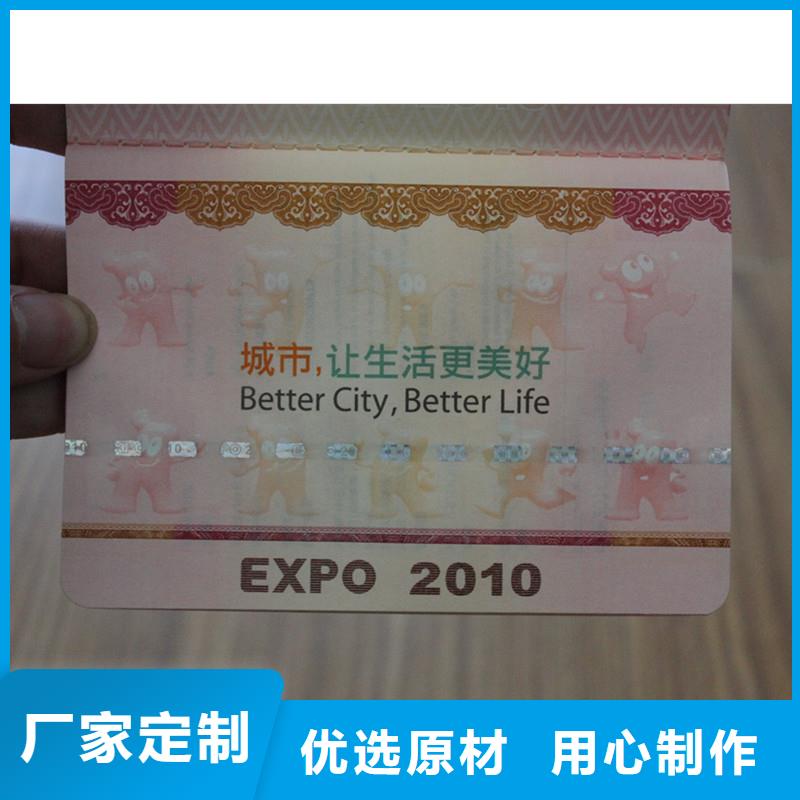 城市,让生活更美好
Better City, Better Life
EXPO 2010
厂家定制
优选原材 用心制作